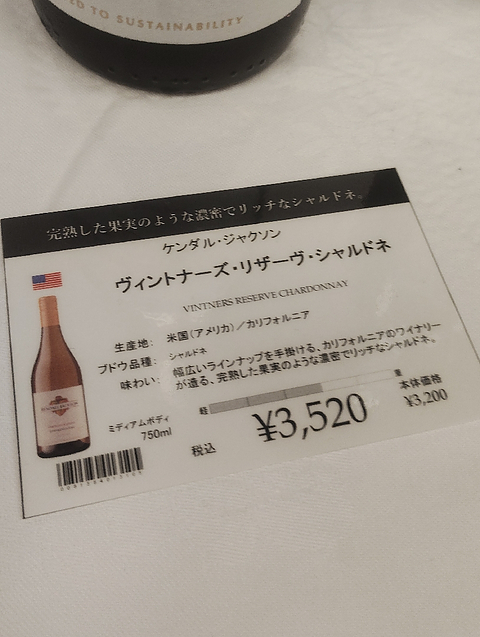 TO SUSTAINABILITY
完熟した果実のような濃密でリッチなシャルドネ。
ケンダル・ジャクソン
ヴィントナーズ・リザーヴ・シャルドネ
VINTNERS RESERVE CHARDONNAY
生産地: 米国(アメリカ)/カリフォルニア
ブドウ品種: シャルドネ
味わい: 幅広いラインナップを手掛ける、カリフォルニアのワイナリー
が造る、完熟した果実のような濃密でリッチなシャルドネ。
軽 重
ミディアムボディ
750ml
税込 ¥3,520
本体価格
¥3,200